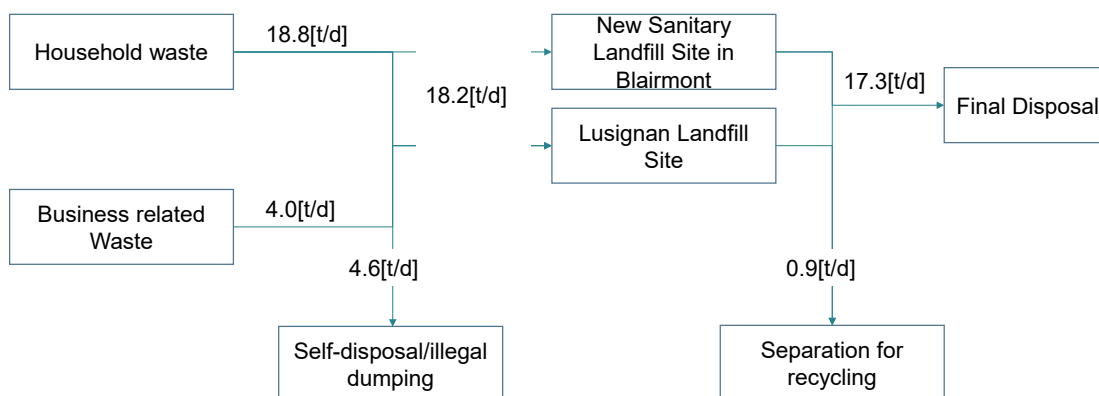 Household waste
18.8[t/d]
New Sanitary
Landfill Site in
Blairmont
17.3[t/d]
Final Disposal
18.2[t/d]
Lusignan Landfill
Site
Business related
Waste
4.0[t/d]
4.6[t/d]
0.9[t/d]
Self-disposal/illegal
dumping
Separation for
recycling